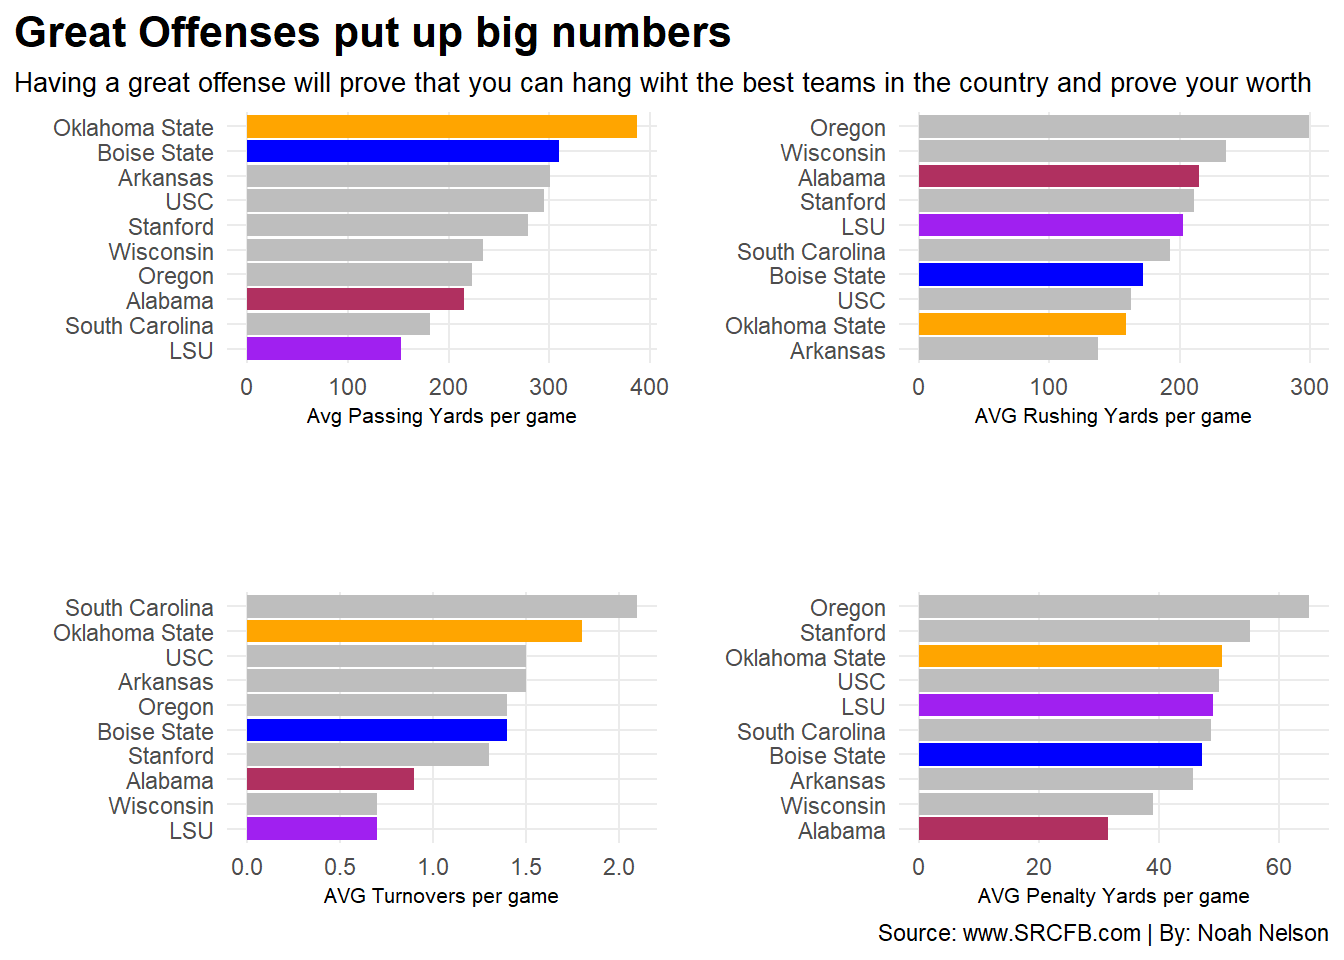 Great Offenses put up big numbers
Having a great offense will prove that you can hang wiht the best teams in the country and prove your worth
Oklahoma State
Boise State
Arkansas
USC
Stanford
Wisconsin
Oregon
Alabama
South Carolina
LSU
0 100 200 300 400
Avg Passing Yards per game
Oregon
Wisconsin
Alabama
Stanford
LSU
South Carolina
Boise State
USC
Oklahoma State
Arkansas
0 100 200 300
AVG Rushing Yards per game
South Carolina
Oklahoma State
USC
Arkansas
Oregon
Boise State
Stanford
Alabama
Wisconsin
LSU
0.0 0.5 1.0 1.5 2.0
AVG Turnovers per game
Oregon
Stanford
Oklahoma State
USC
LSU
South Carolina
Boise State
Arkansas
Wisconsin
Alabama
0 20 40 60
AVG Penalty Yards per game
Source: www.SRCFB.com | By: Noah Nelson